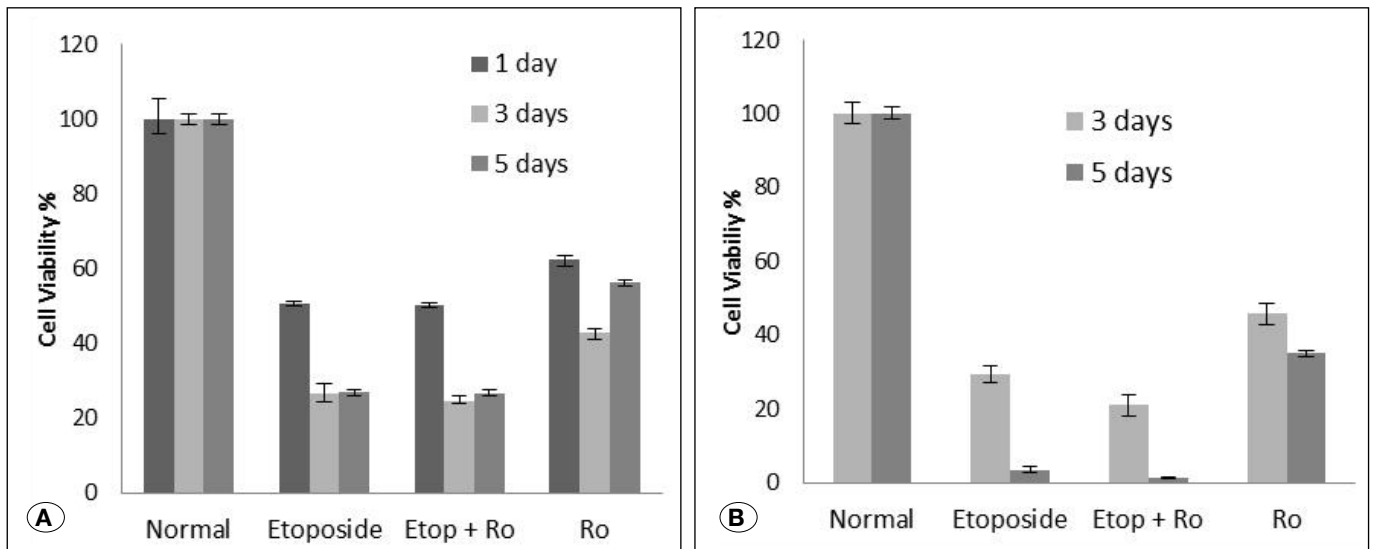 120
100
80
60
40
20
0
Cell Viability %
1 day
3 days
5 days
Normal Etoposide Etop + Ro Ro
A
120
100
80
60
40
20
0
Cell Viabiliy %
3 days
5 days
Normal Etoposide Etop + Ro Ro
B